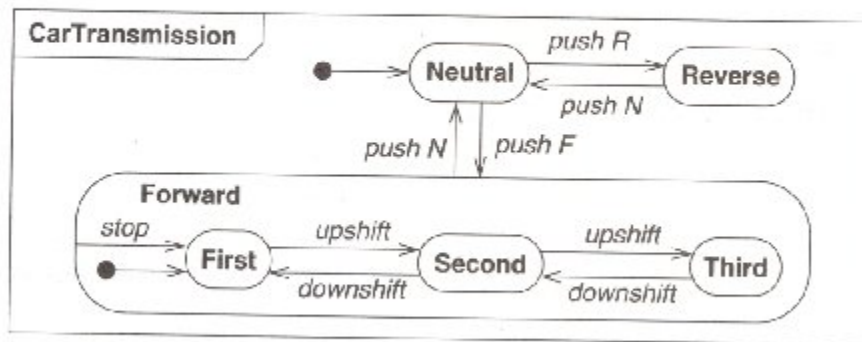 CarTransmission
push R
Neutral
Reverse
push N
push N
push F
Forward
stop
upshift
upshift
First
Second
Third
downshift
downshift